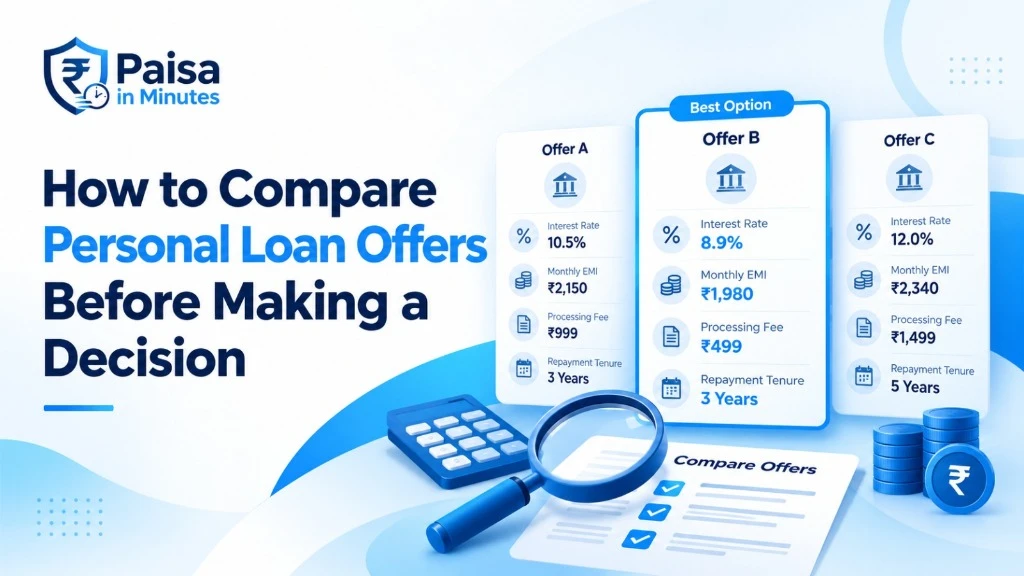 Paisa
in Minutes
How to Compare
Personal Loan Offers
Before Making a
Decision
Offer A
%
Interest Rate
10.5%
Monthly EMI
₹2,150
Processing Fee
₹999
Repayment Tenure
3 Years
Best Option
Offer B
%
Interest Rate
8.9%
Monthly EMI
₹1,980
Processing Fee
₹499
Repayment Tenure
3 Years
Offer C
%
Interest Rate
12.0%
Monthly EMI
₹2,340
Processing Fee
₹1,499
Repayment Tenure
5 Years
Compare Offers
₹